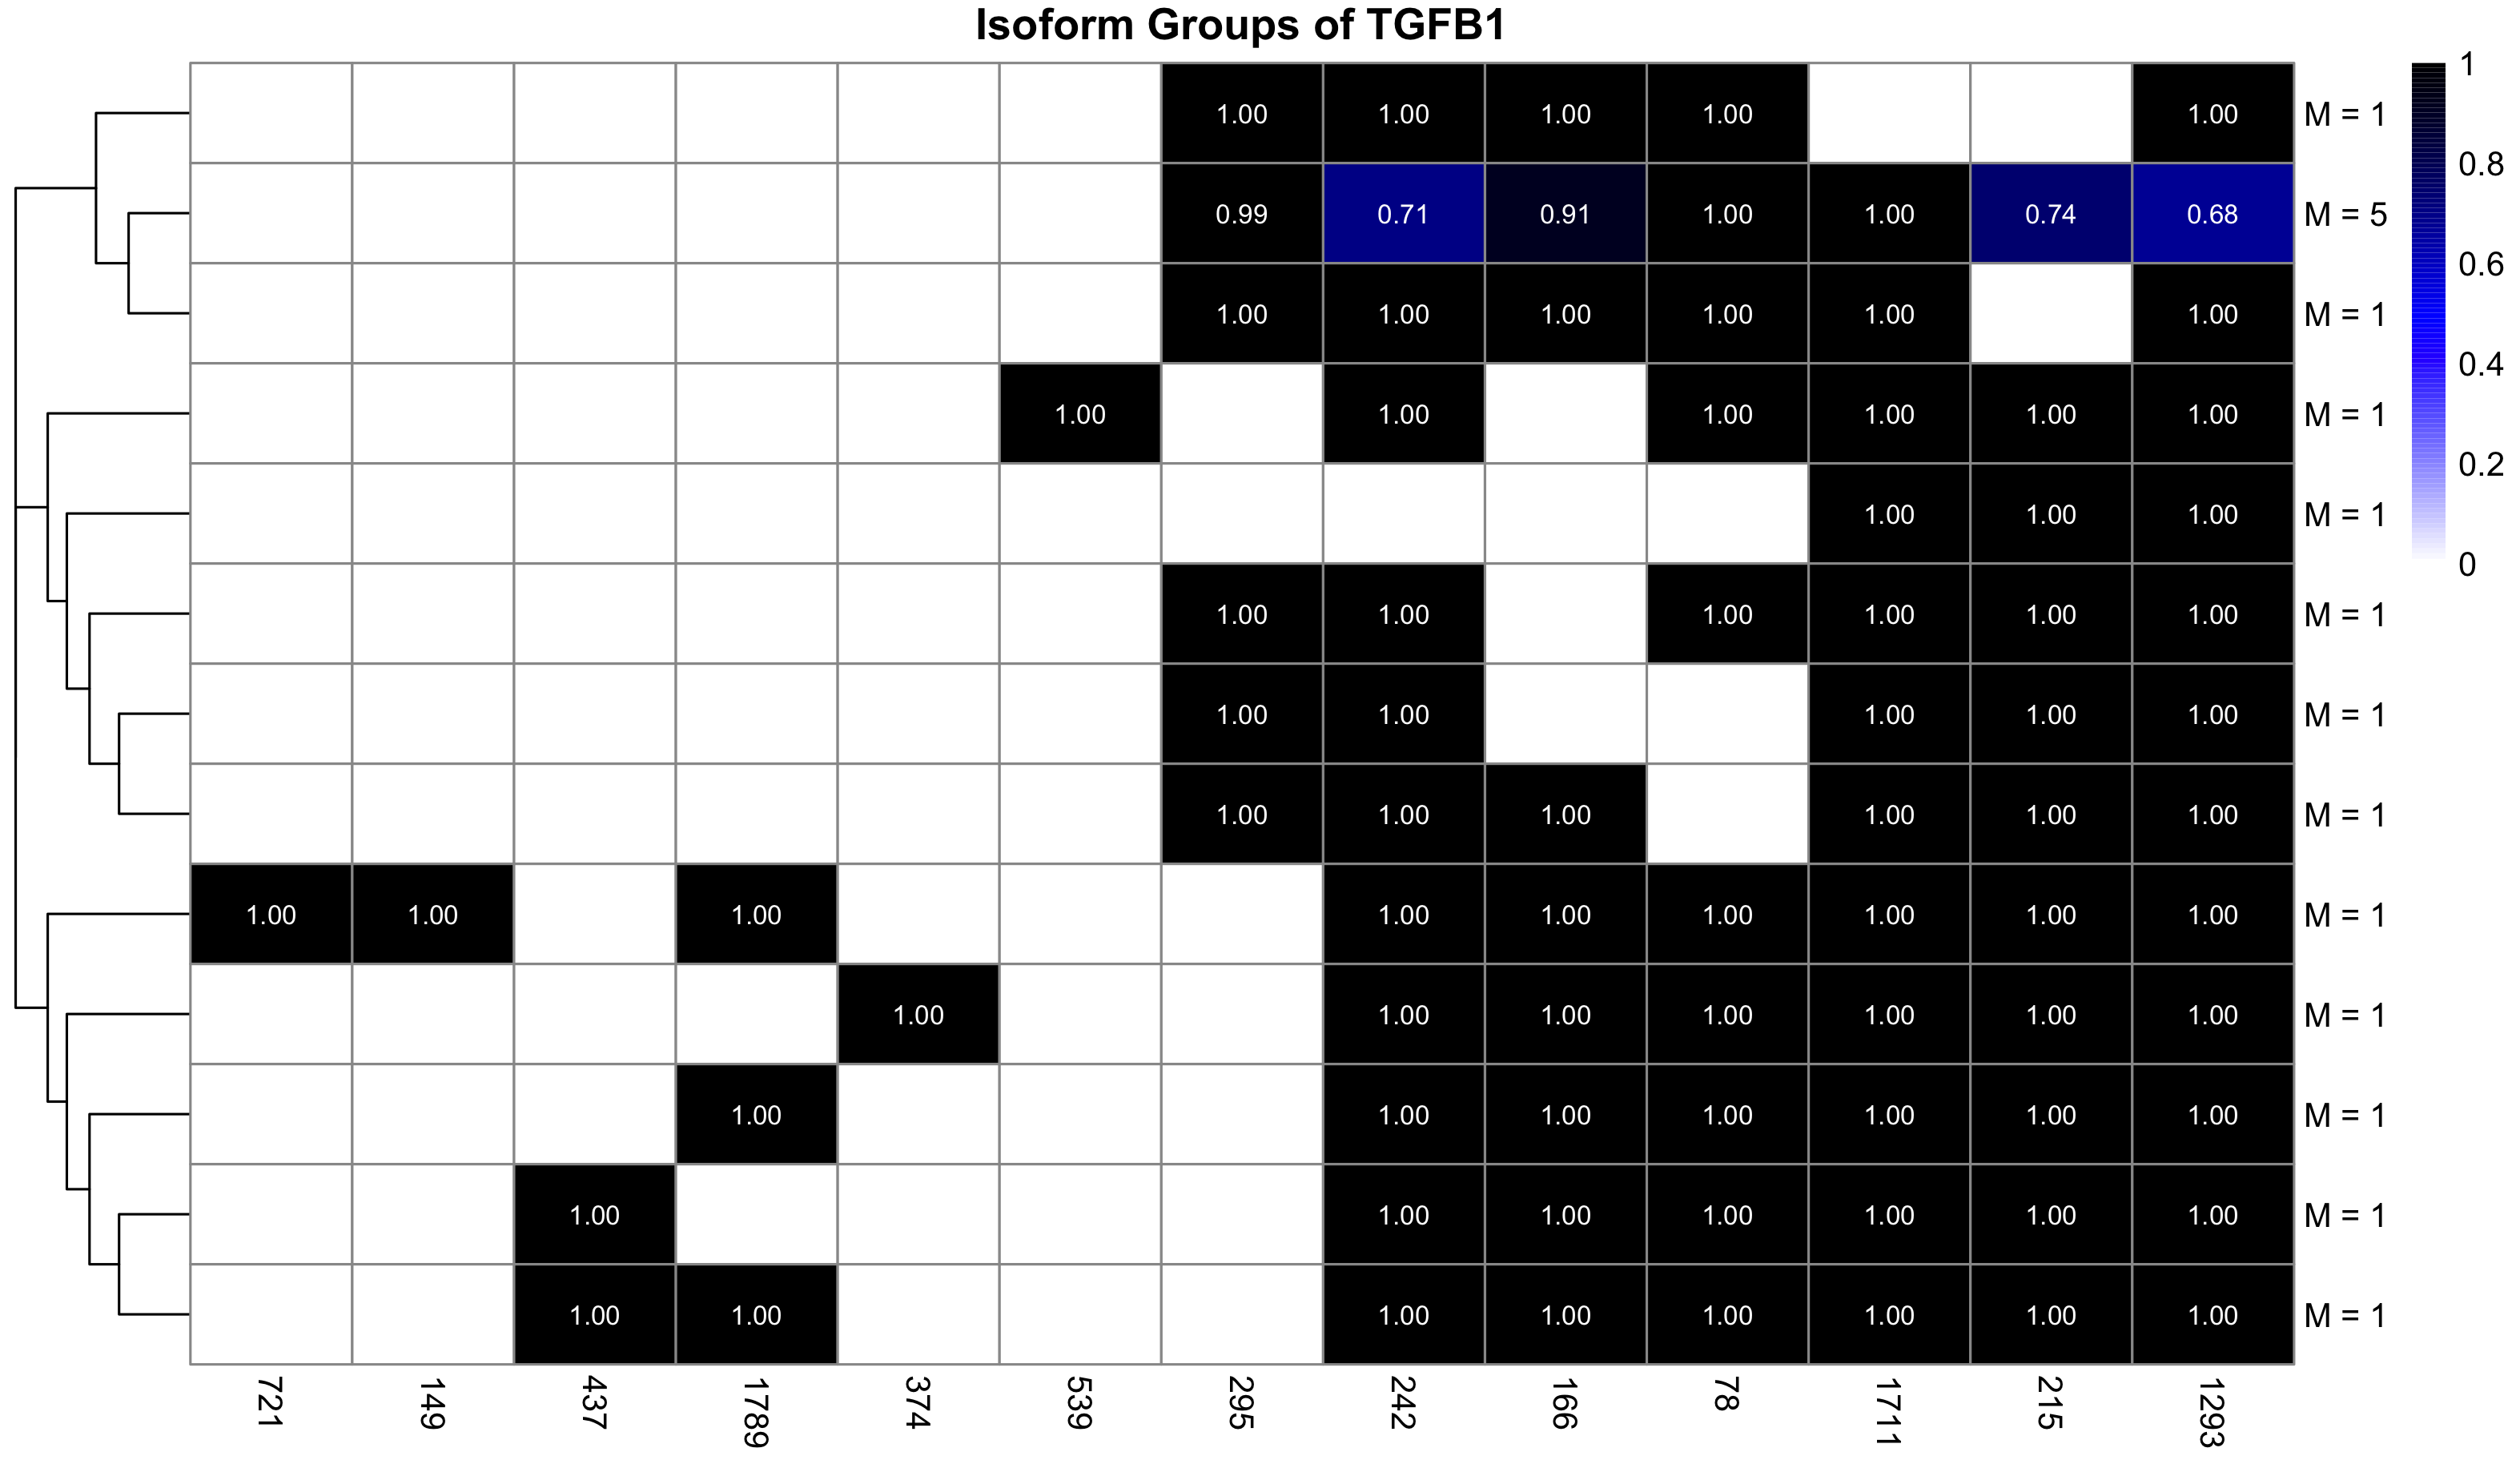 Isoform Groups of TGFB1
1.00 1.00 1.00 1.00 1.00 M = 1
0.99 0.71 0.91 1.00 1.00 0.74 0.68 M = 5
1.00 1.00 1.00 1.00 1.00 1.00 M = 1
1.00 1.00 1.00 1.00 1.00 1.00 M = 1
1.00 1.00 1.00 M = 1
1.00 1.00 1.00 1.00 1.00 1.00 M = 1
1.00 1.00 1.00 1.00 1.00 M = 1
1.00 1.00 1.00 1.00 1.00 1.00 M = 1
1.00 1.00 1.00 1.00 1.00 1.00 1.00 1.00 1.00 M = 1
1.00 1.00 1.00 1.00 1.00 1.00 1.00 M = 1
1.00 1.00 1.00 1.00 1.00 1.00 1.00 M = 1
1.00 1.00 1.00 1.00 1.00 1.00 1.00 M = 1
1.00 1.00 1.00 1.00 1.00 1.00 1.00 1.00 M = 1
721 149 437 1789 374 539 295 242 166 78 1711 215 1293
1
0.8
0.6
0.4
0.2
0